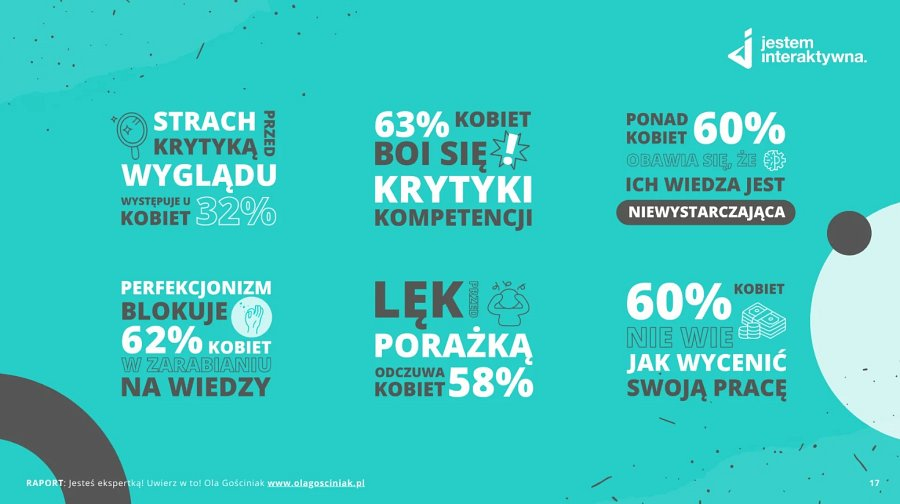 jestem
interaktywna.
STRACH PRZED
KRYTYKĄ
WYGLĄDU
WYSTĘPUJE U
KOBIET 32%
63% KOBIET
BOI SIĘ
KRYTYKI
KOMPETENCJI
PONAD
KOBIET 60%
OBAWIA SIĘ, ŻE
ICH WIEDZA JEST
NIEWYSTARCZAJĄCA
PERFEKCJONIZM
BLOKUJE
62% KOBIET
W ZARABIANIU
NA WIEDZY
LĘK PRZED
PORAŻKĄ
ODCZUWA
KOBIET 58%
60% KOBIET
NIE WIE
JAK WYCENIĆ
SWOJĄ PRACĘ
RAPORT: Jesteś ekspertką! Uwierz w to! Ola Gościniak www.olagosciniak.pl
17